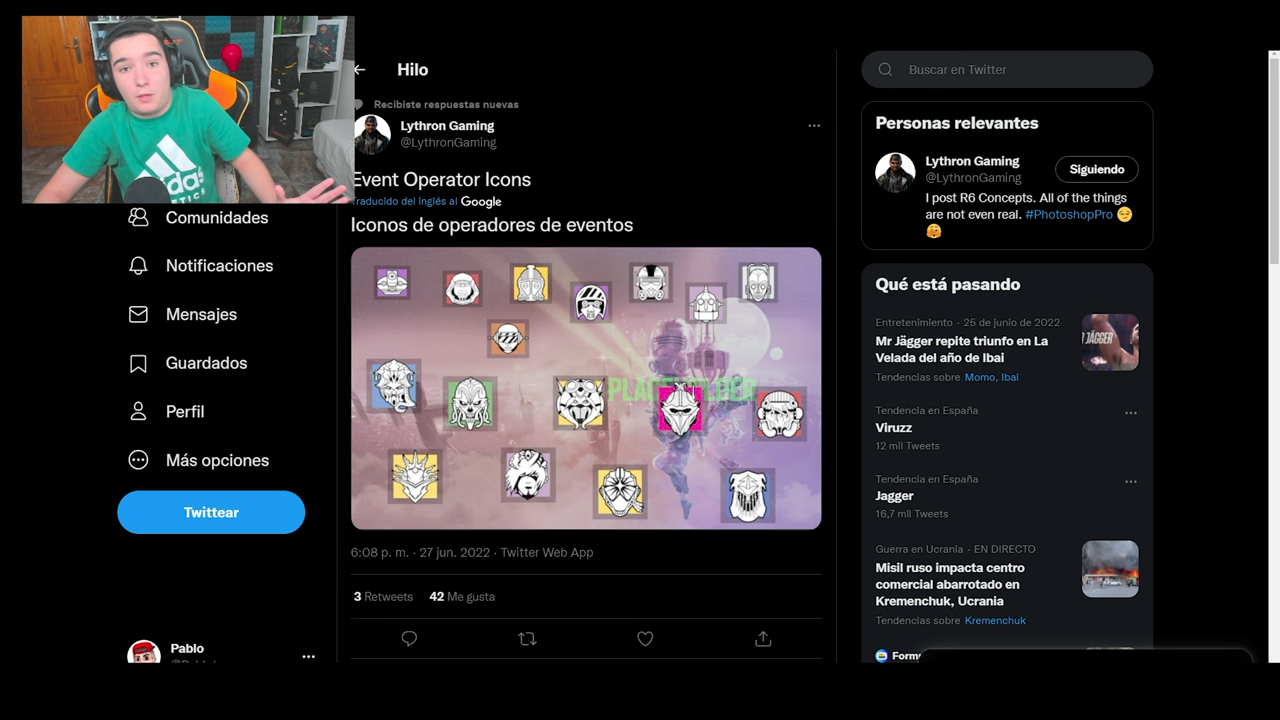 Hilo
Recibiste respuestas nuevas
Lythron Gaming
@LythronGaming
Event Operator Icons
Traducido del Inglés al Google
Iconos de operadores de eventos
6:08 p. m. · 27 jun. 2022 · Twitter Web App
3 Retweets 42 Me gusta
adidas
Comunidades
Notificaciones
Mensajes
Guardados
Perfil
Más opciones
Twittear
Pablo
Buscar en Twitter
Personas relevantes
Lythron Gaming
@LythronGaming
Siguiendo
I post R6 Concepts. All of the
things are not even real. #PhotoshopPro 😏
🫣
Qué está pasando
Entretenimiento · 25 de junio de 2022
Mr Jägger repite triunfo en La
Velada del año de Ibai
Tendencias sobre Momo, Ibai
JÄGGER
Tendencia en España
Viruzz
12 mil Tweets
Tendencia en España
Jagger
16,7 mil Tweets
Guerra en Ucrania · EN DIRECTO
Misil ruso impacta centro
comercial abarrotado en
Kremenchuk, Ucrania
Tendencias sobre Kremenchuk